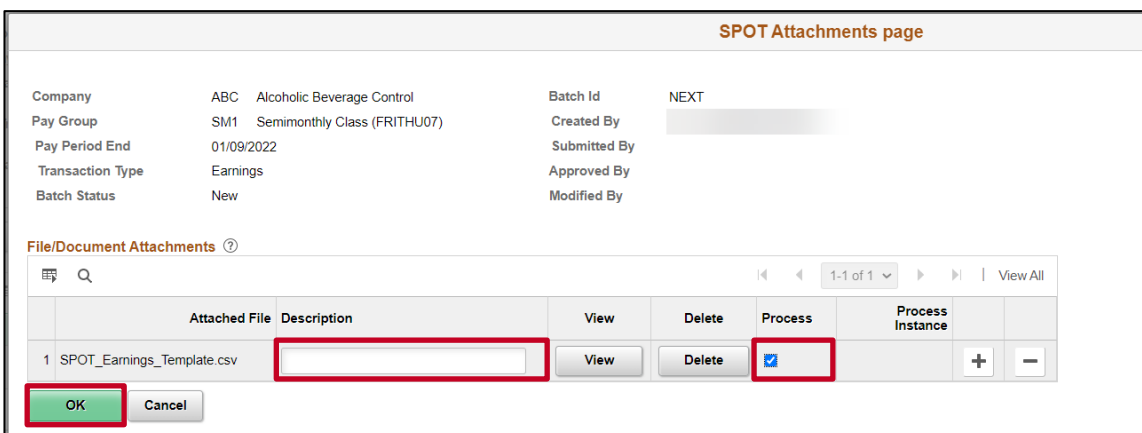 SPOT Attachments page
Company ABC Alcoholic Beverage Control Batch Id NEXT
Pay Group SM1 Semimonthly Class (FRITHU07) Created By
Pay Period End 01/09/2022 Submitted By
Transaction Type Earnings Approved By
Batch Status New Modified By
File/Document Attachments ?
1-1 of 1 | View All
Attached File Description View Delete Process Process Instance
1 SPOT_Earnings_Template.csv View Delete + −
OK Cancel